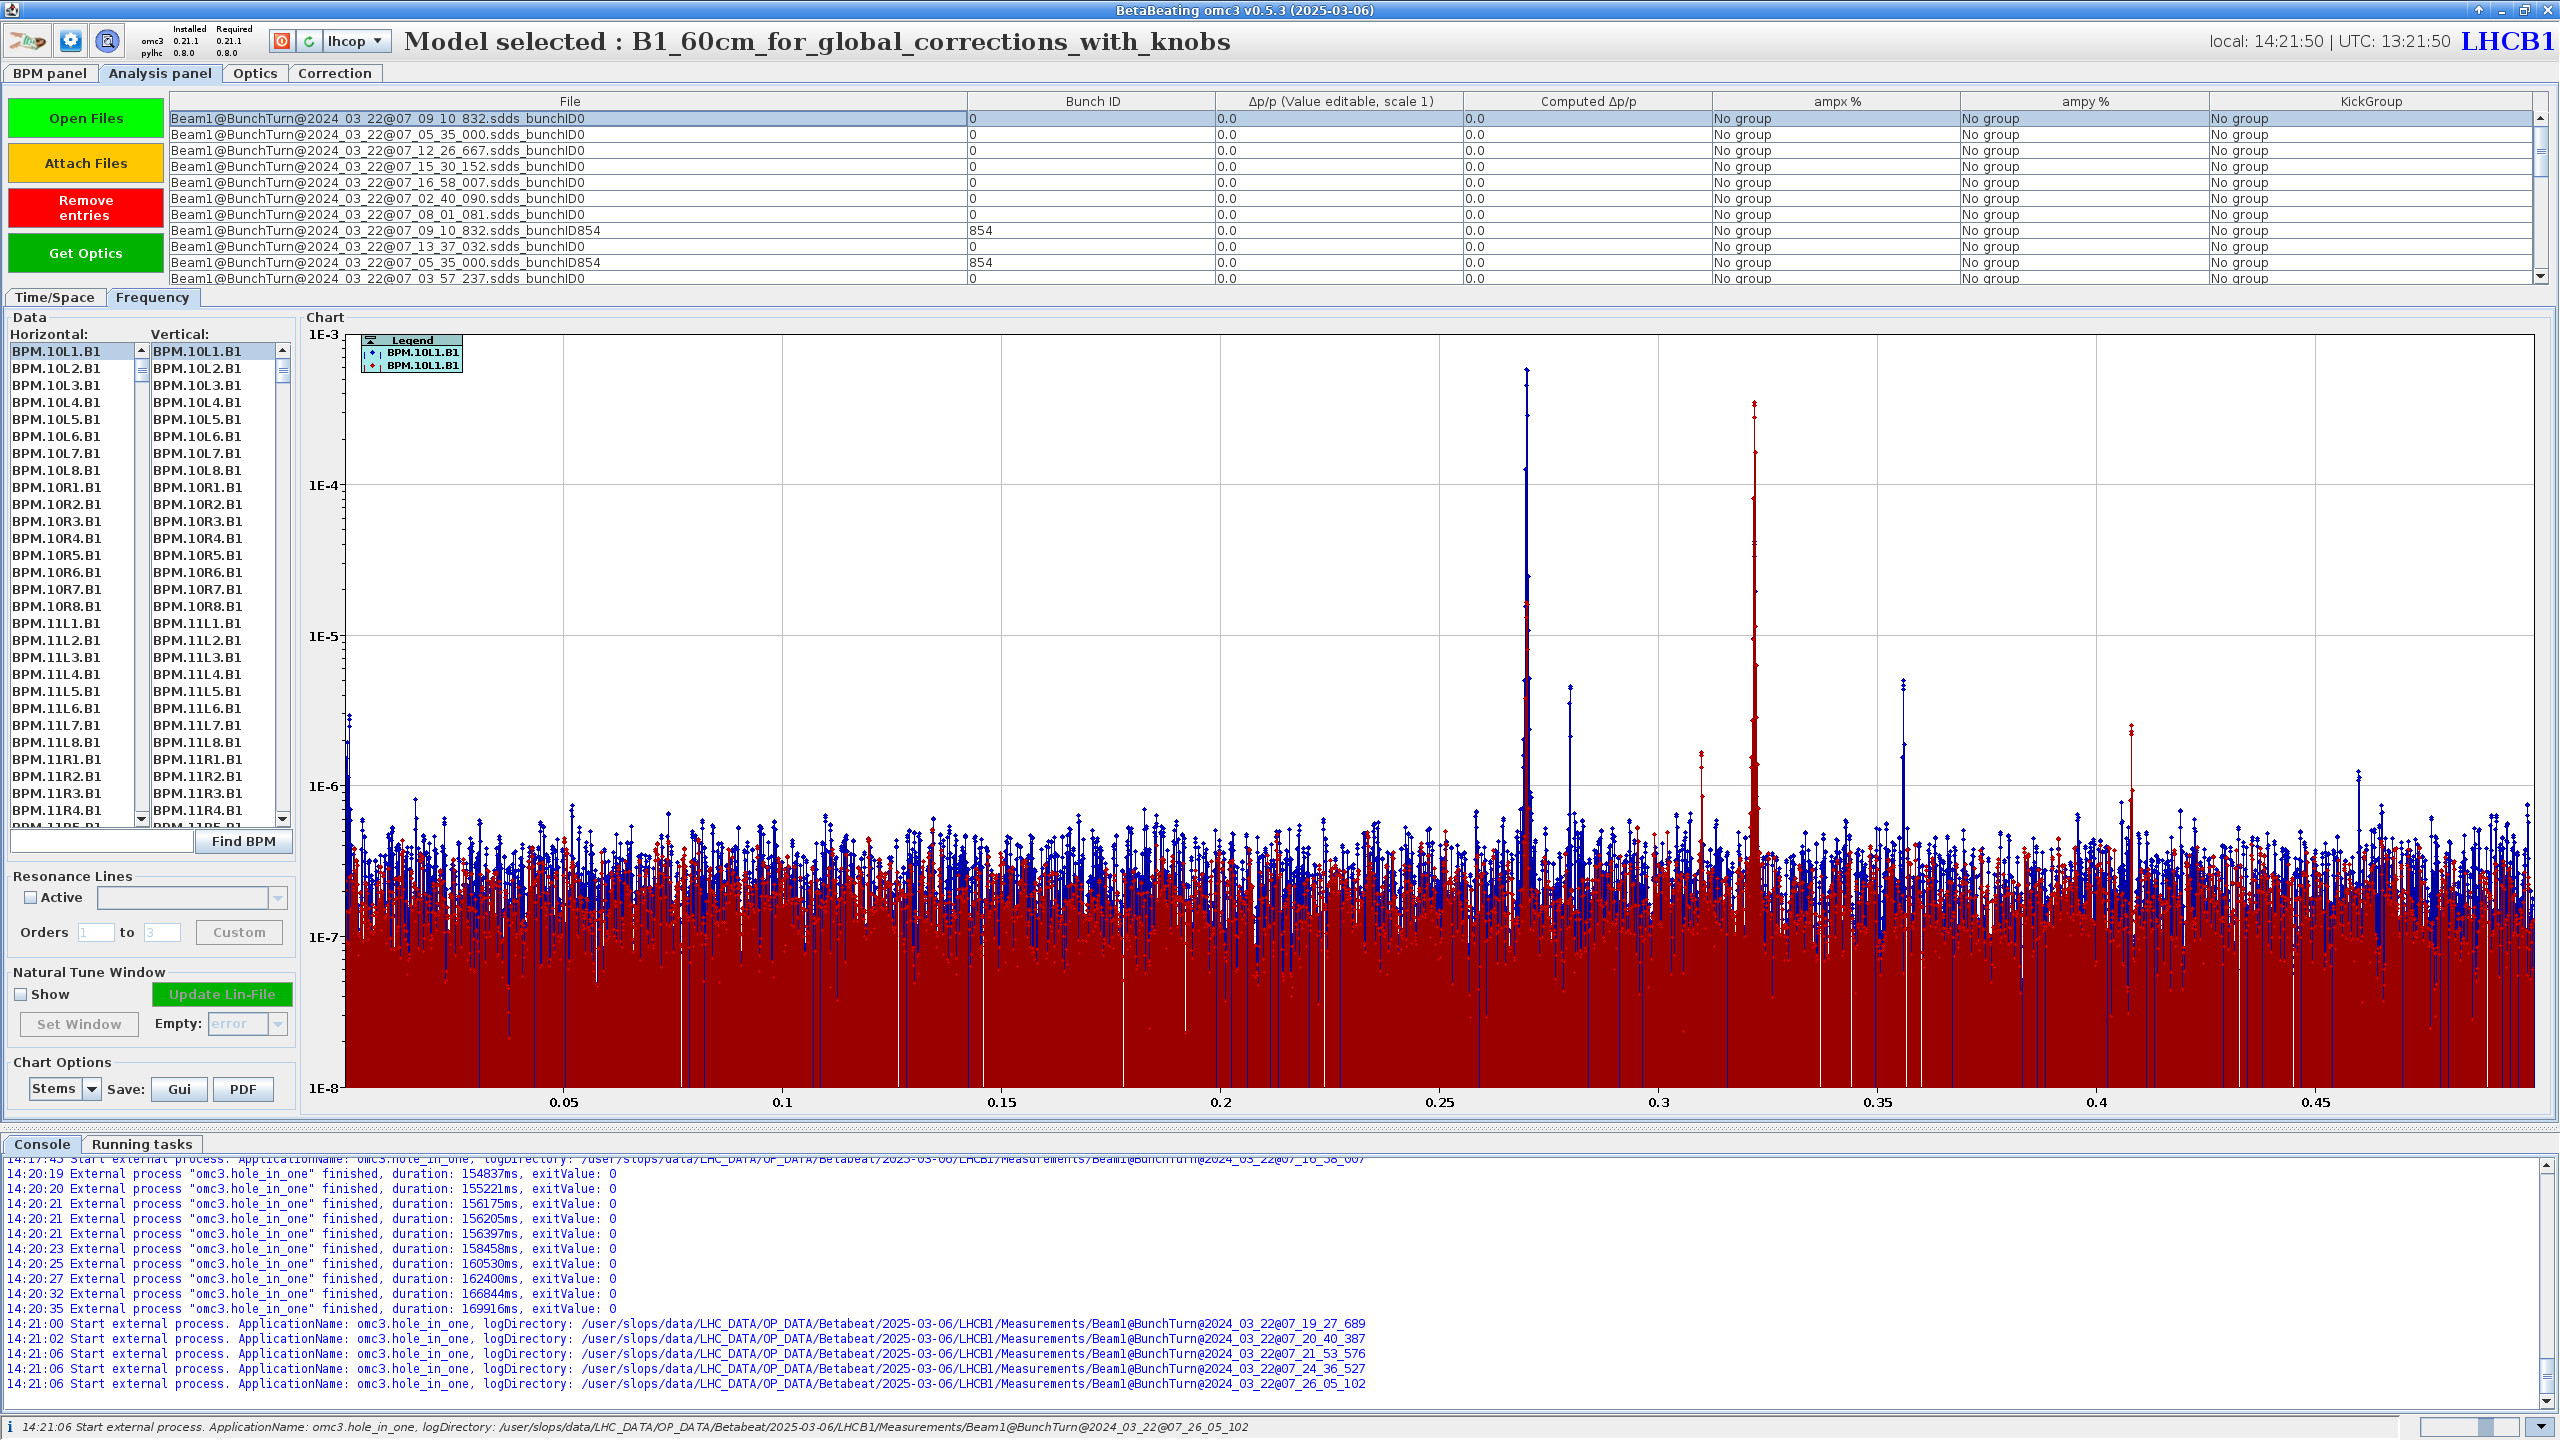 BetaBeating omc3 v0.5.3 (2025-03-06)
Installed Required
omc3 0.21.1 0.21.1
pylhc 0.8.0 0.8.0
lhcop
Model selected : B1_60cm_for_global_corrections_with_knobs
local: 14:21:50 | UTC: 13:21:50 LHCB1
BPM panel Analysis panel Optics Correction
Open Files
Attach Files
Remove entries
Get Optics
File Bunch ID Δp/p (Value editable, scale 1) Computed Δp/p ampx % ampy % KickGroup
Beam1@BunchTurn@2024_03_22@07_09_10_832.sdds_bunchID0 0 0.0 0.0 No group No group No group
Beam1@BunchTurn@2024_03_22@07_05_35_000.sdds_bunchID0 0 0.0 0.0 No group No group No group
Beam1@BunchTurn@2024_03_22@07_12_26_667.sdds_bunchID0 0 0.0 0.0 No group No group No group
Beam1@BunchTurn@2024_03_22@07_15_30_152.sdds_bunchID0 0 0.0 0.0 No group No group No group
Beam1@BunchTurn@2024_03_22@07_16_58_007.sdds_bunchID0 0 0.0 0.0 No group No group No group
Beam1@BunchTurn@2024_03_22@07_02_40_090.sdds_bunchID0 0 0.0 0.0 No group No group No group
Beam1@BunchTurn@2024_03_22@07_08_01_081.sdds_bunchID0 0 0.0 0.0 No group No group No group
Beam1@BunchTurn@2024_03_22@07_09_10_832.sdds_bunchID854 854 0.0 0.0 No group No group No group
Beam1@BunchTurn@2024_03_22@07_13_37_032.sdds_bunchID0 0 0.0 0.0 No group No group No group
Beam1@BunchTurn@2024_03_22@07_05_35_000.sdds_bunchID854 854 0.0 0.0 No group No group No group
Beam1@BunchTurn@2024_03_22@07_03_57_237.sdds_bunchID0 0 0.0 0.0 No group No group No group
Time/Space Frequency
Data
Horizontal: Vertical:
BPM.10L1.B1 BPM.10L1.B1
BPM.10L2.B1 BPM.10L2.B1
BPM.10L3.B1 BPM.10L3.B1
BPM.10L4.B1 BPM.10L4.B1
BPM.10L5.B1 BPM.10L5.B1
BPM.10L6.B1 BPM.10L6.B1
BPM.10L7.B1 BPM.10L7.B1
BPM.10L8.B1 BPM.10L8.B1
BPM.10R1.B1 BPM.10R1.B1
BPM.10R2.B1 BPM.10R2.B1
BPM.10R3.B1 BPM.10R3.B1
BPM.10R4.B1 BPM.10R4.B1
BPM.10R5.B1 BPM.10R5.B1
BPM.10R6.B1 BPM.10R6.B1
BPM.10R7.B1 BPM.10R7.B1
BPM.10R8.B1 BPM.10R8.B1
BPM.11L1.B1 BPM.11L1.B1
BPM.11L2.B1 BPM.11L2.B1
BPM.11L3.B1 BPM.11L3.B1
BPM.11L4.B1 BPM.11L4.B1
BPM.11L5.B1 BPM.11L5.B1
BPM.11L6.B1 BPM.11L6.B1
BPM.11L7.B1 BPM.11L7.B1
BPM.11L8.B1 BPM.11L8.B1
BPM.11R1.B1 BPM.11R1.B1
BPM.11R2.B1 BPM.11R2.B1
BPM.11R3.B1 BPM.11R3.B1
BPM.11R4.B1 BPM.11R4.B1
BPM.11R5.B1 BPM.11R5.B1
Find BPM
Resonance Lines
Active
Orders 1 to 3 Custom
Natural Tune Window
Show Update Lin-File
Set Window Empty: error
Chart Options
Stems Save: Gui PDF
Chart
Legend
BPM.10L1.B1
BPM.10L1.B1
1E-3
1E-4
1E-5
1E-6
1E-7
1E-8
0.05 0.1 0.15 0.2 0.25 0.3 0.35 0.4 0.45
Console Running tasks
14:17:45 Start external process. ApplicationName: omc3.hole_in_one, logDirectory: /user/slops/data/LHC_DATA/OP_DATA/Betabeat/2025-03-06/LHCB1/Measurements/Beam1@BunchTurn@2024_03_22@07_16_58_007
14:20:19 External process "omc3.hole_in_one" finished, duration: 154837ms, exitValue: 0
14:20:20 External process "omc3.hole_in_one" finished, duration: 155221ms, exitValue: 0
14:20:21 External process "omc3.hole_in_one" finished, duration: 156175ms, exitValue: 0
14:20:21 External process "omc3.hole_in_one" finished, duration: 156205ms, exitValue: 0
14:20:21 External process "omc3.hole_in_one" finished, duration: 156397ms, exitValue: 0
14:20:23 External process "omc3.hole_in_one" finished, duration: 158458ms, exitValue: 0
14:20:25 External process "omc3.hole_in_one" finished, duration: 160530ms, exitValue: 0
14:20:27 External process "omc3.hole_in_one" finished, duration: 162400ms, exitValue: 0
14:20:32 External process "omc3.hole_in_one" finished, duration: 166844ms, exitValue: 0
14:20:35 External process "omc3.hole_in_one" finished, duration: 169916ms, exitValue: 0
14:21:00 Start external process. ApplicationName: omc3.hole_in_one, logDirectory: /user/slops/data/LHC_DATA/OP_DATA/Betabeat/2025-03-06/LHCB1/Measurements/Beam1@BunchTurn@2024_03_22@07_19_27_689
14:21:02 Start external process. ApplicationName: omc3.hole_in_one, logDirectory: /user/slops/data/LHC_DATA/OP_DATA/Betabeat/2025-03-06/LHCB1/Measurements/Beam1@BunchTurn@2024_03_22@07_20_40_387
14:21:06 Start external process. ApplicationName: omc3.hole_in_one, logDirectory: /user/slops/data/LHC_DATA/OP_DATA/Betabeat/2025-03-06/LHCB1/Measurements/Beam1@BunchTurn@2024_03_22@07_21_53_576
14:21:06 Start external process. ApplicationName: omc3.hole_in_one, logDirectory: /user/slops/data/LHC_DATA/OP_DATA/Betabeat/2025-03-06/LHCB1/Measurements/Beam1@BunchTurn@2024_03_22@07_24_36_527
14:21:06 Start external process. ApplicationName: omc3.hole_in_one, logDirectory: /user/slops/data/LHC_DATA/OP_DATA/Betabeat/2025-03-06/LHCB1/Measurements/Beam1@BunchTurn@2024_03_22@07_26_05_102
14:21:06 Start external process. ApplicationName: omc3.hole_in_one, logDirectory: /user/slops/data/LHC_DATA/OP_DATA/Betabeat/2025-03-06/LHCB1/Measurements/Beam1@BunchTurn@2024_03_22@07_26_05_102